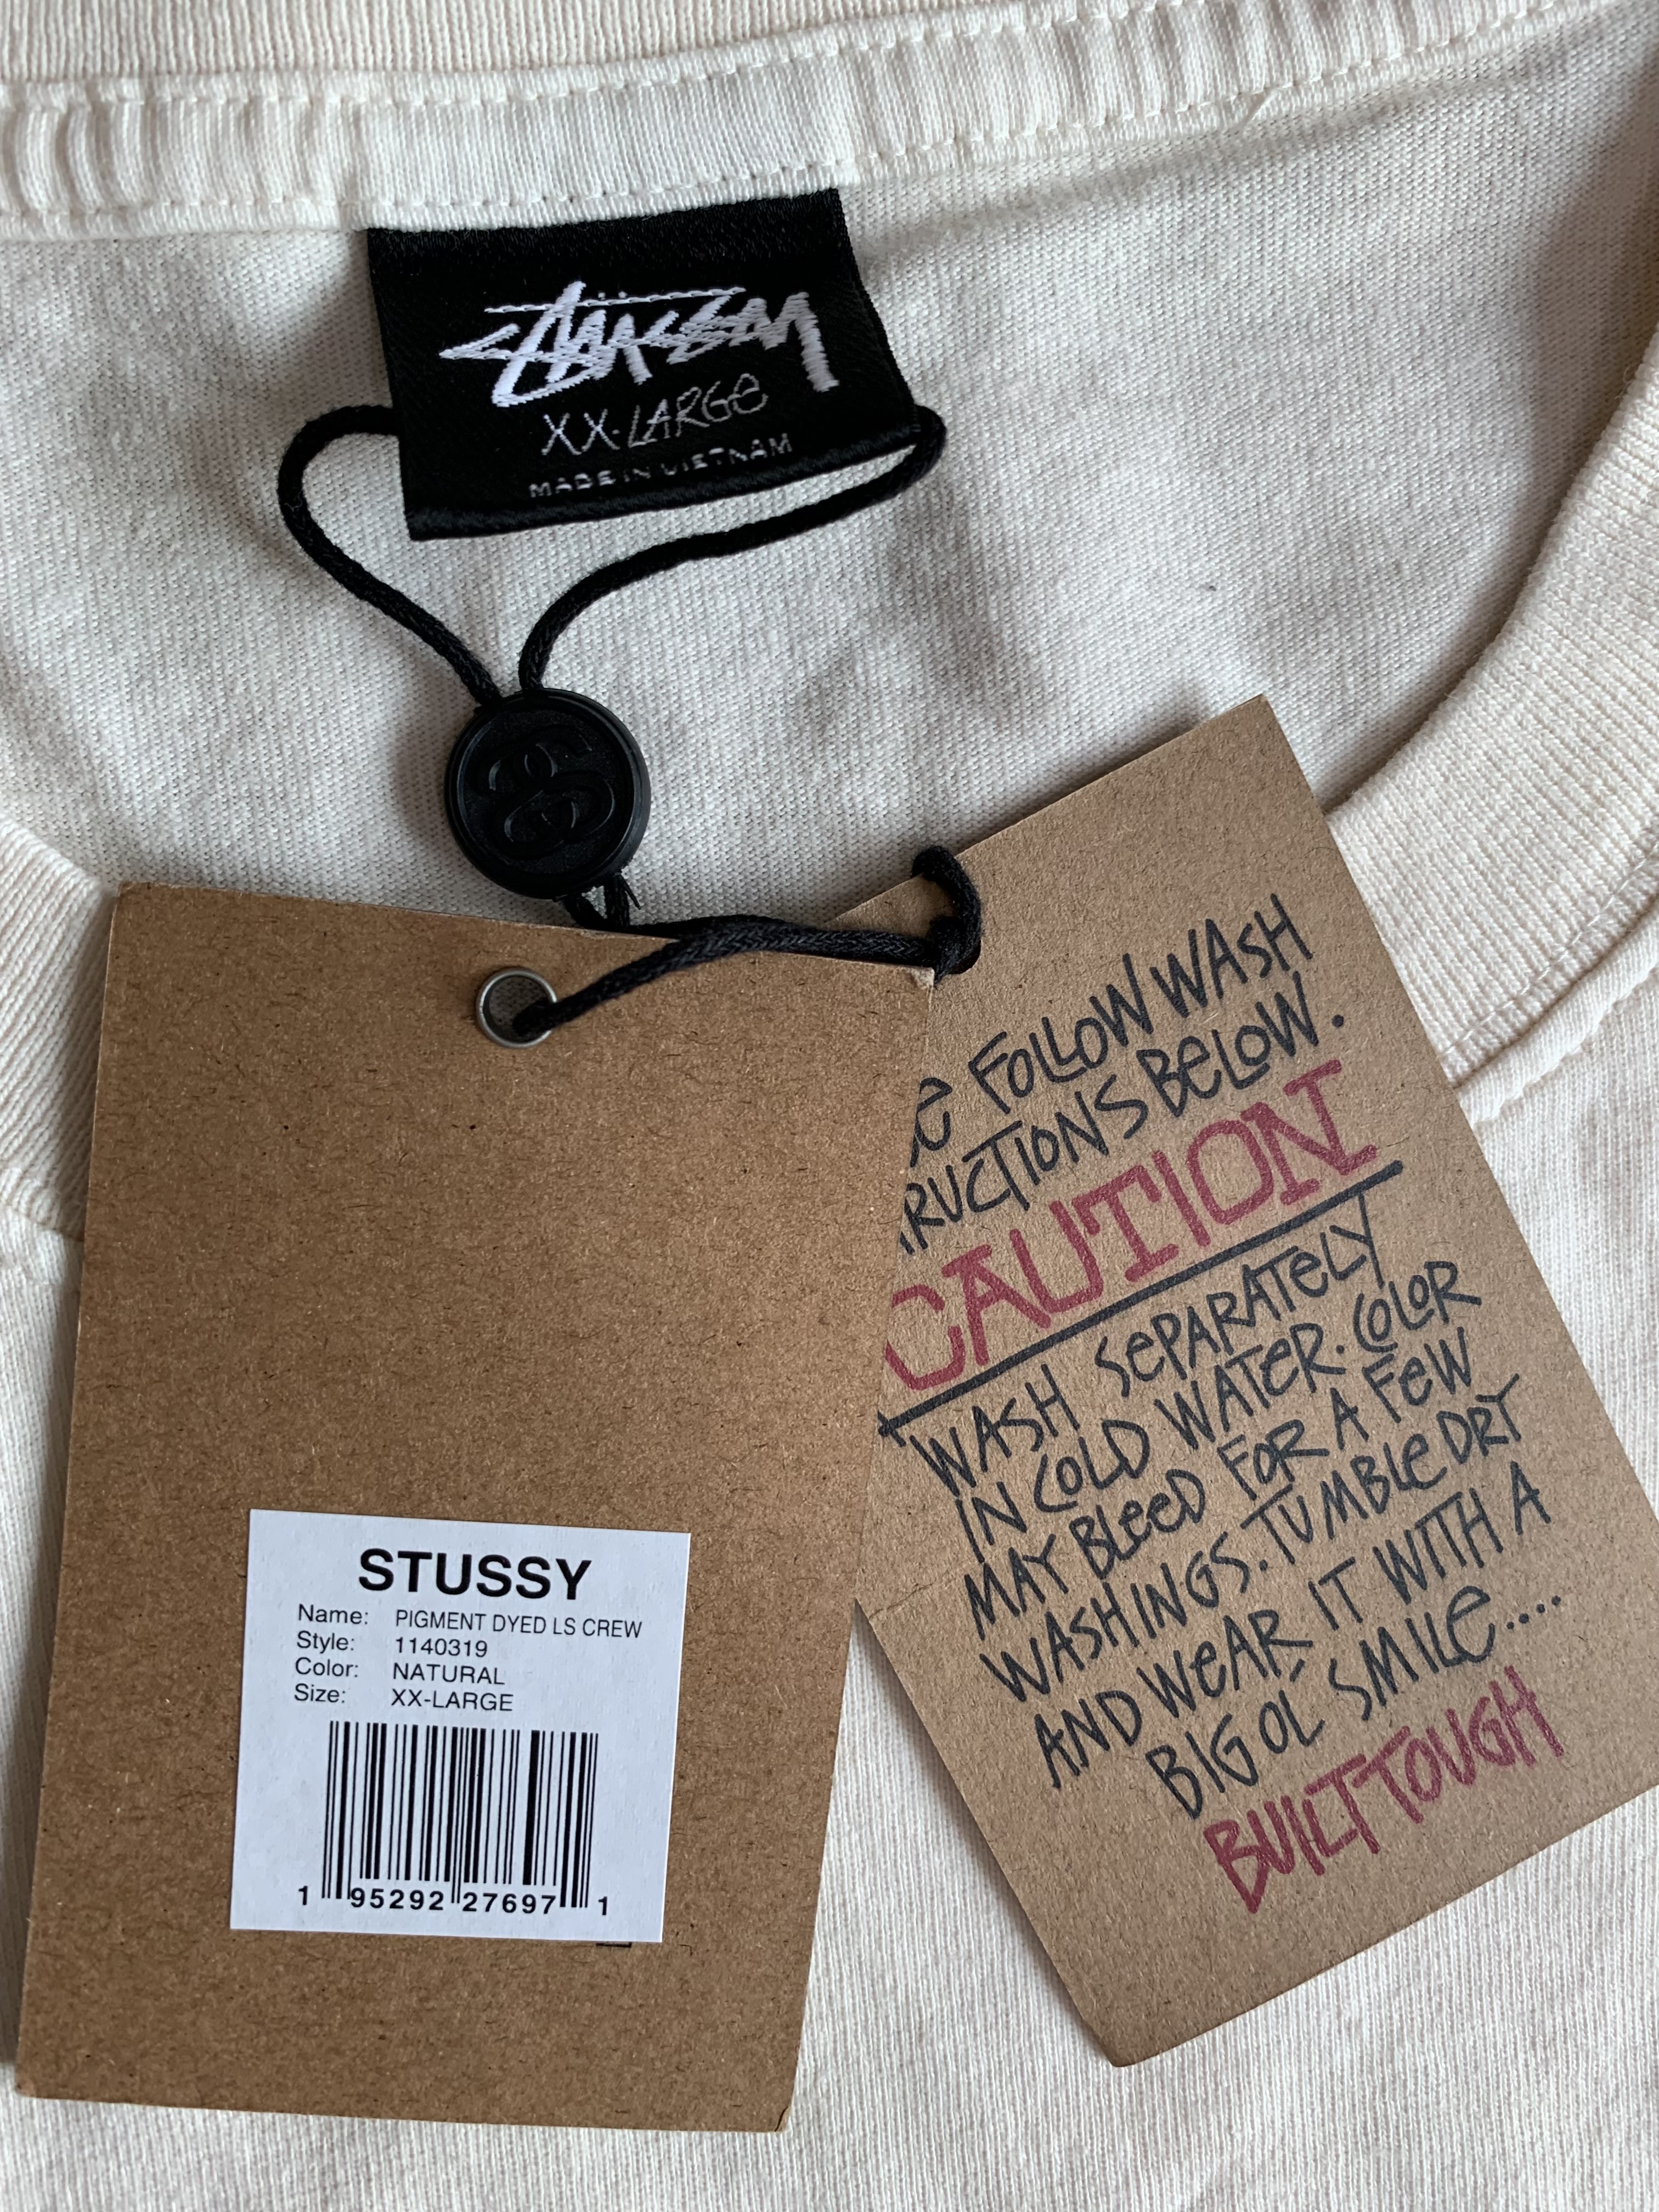 Stüssy
XX-LARGE
MADE IN VIETNAM
FOLLOW WASH
RUCTIONS BELOW.
CAUTION
WASH SEPARATELY
IN COLD WATER. COLOR
MAY BLEED FOR A FEW
WASHINGS. TUMBLE DRY
AND WEAR IT WITH A
BIG OL' SMILE....
BUILT TOUGH
STUSSY
Name: PIGMENT DYED LS CREW
Style: 1140319
Color: NATURAL
Size: XX-LARGE
1 95292 27697 1